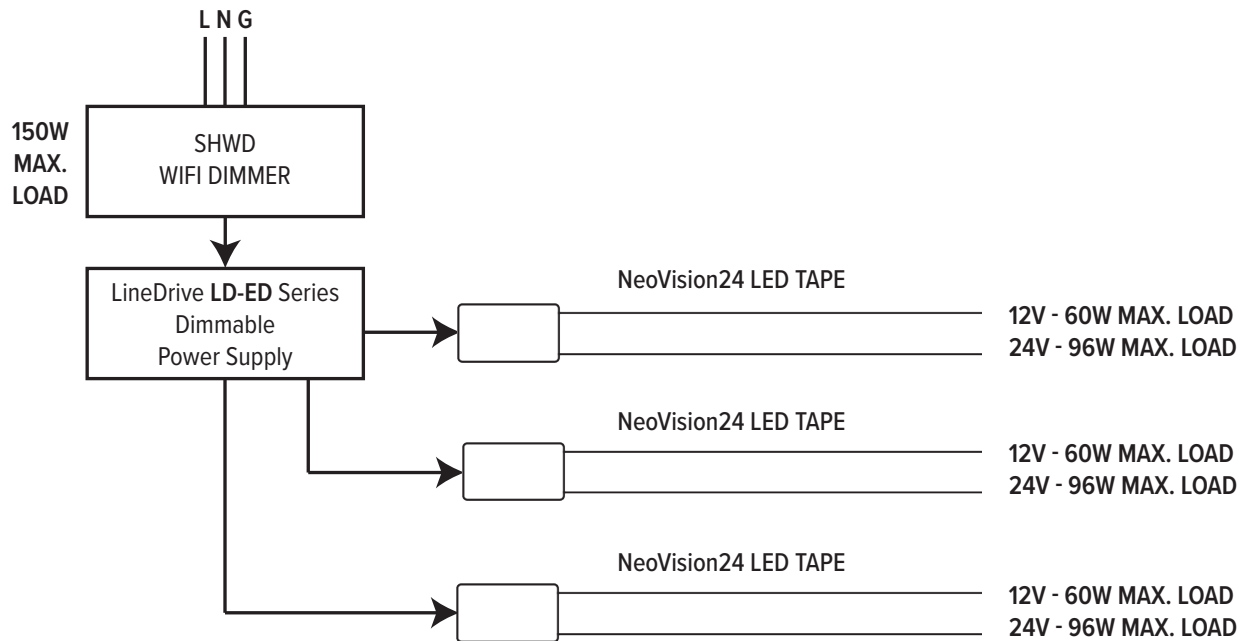 L N G
150W
MAX.
LOAD
SHWD
WIFI DIMMER
LineDrive LD-ED Series
Dimmable
Power Supply
NeoVision24 LED TAPE
12V - 60W MAX. LOAD
24V - 96W MAX. LOAD
NeoVision24 LED TAPE
12V - 60W MAX. LOAD
24V - 96W MAX. LOAD
NeoVision24 LED TAPE
12V - 60W MAX. LOAD
24V - 96W MAX. LOAD